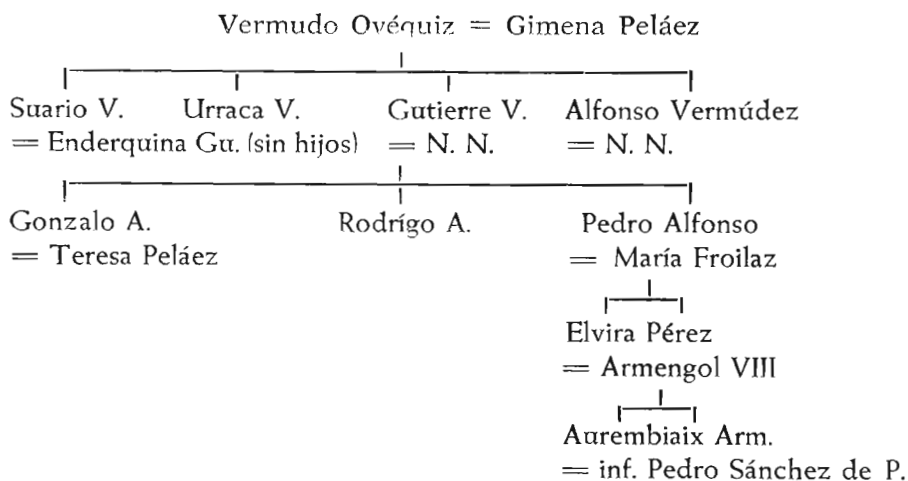 Vermudo Ovéquiz = Gimena Peláez
Suario V. Urraca V. Gutierre V. Alfonso Vermúdez
= Enderquina Gu. (sin hijos) = N. N. = N. N.
Gonzalo A. Rodrígo A. Pedro Alfonso
= Teresa Peláez = María Froilaz
Elvira Pérez
= Armengol VIII
Aurembiaix Arm.
= inf. Pedro Sánchez de P.